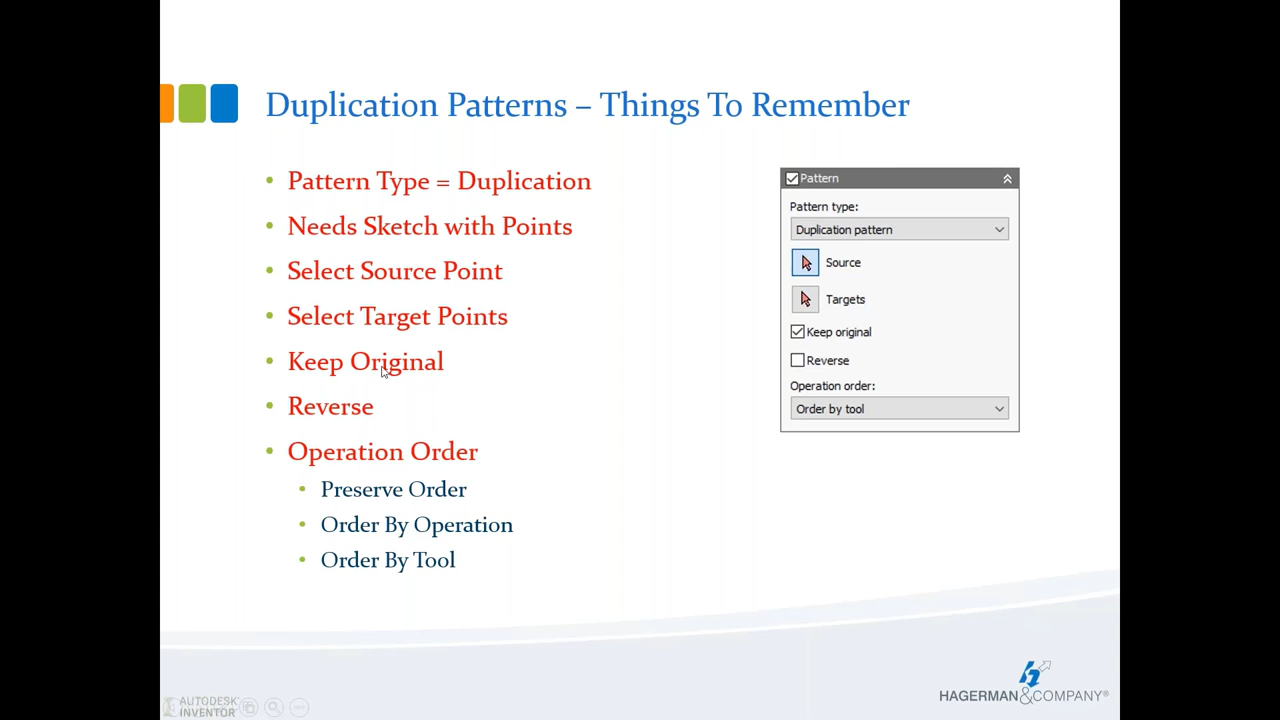 Duplication Patterns – Things To Remember
• Pattern Type = Duplication
• Needs Sketch with Points
• Select Source Point
• Select Target Points
• Keep Original
• Reverse
• Operation Order
• Preserve Order
• Order By Operation
• Order By Tool
Pattern
Pattern type:
Duplication pattern
Source
Targets
Keep original
Reverse
Operation order:
Order by tool
AUTODESK
INVENTOR
HAGERMAN&COMPANY®